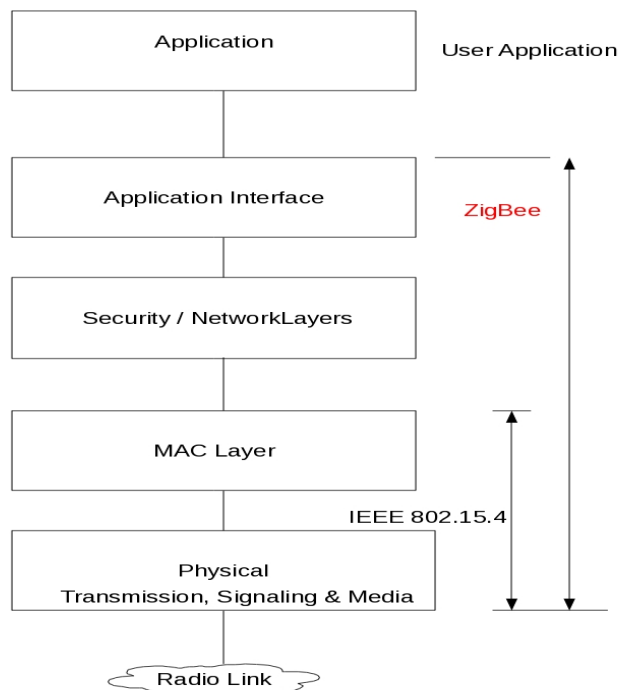 Application
User Application
Application Interface
ZigBee
Security / NetworkLayers
MAC Layer
IEEE 802.15.4
Physical
Transmission, Signaling & Media
Radio Link